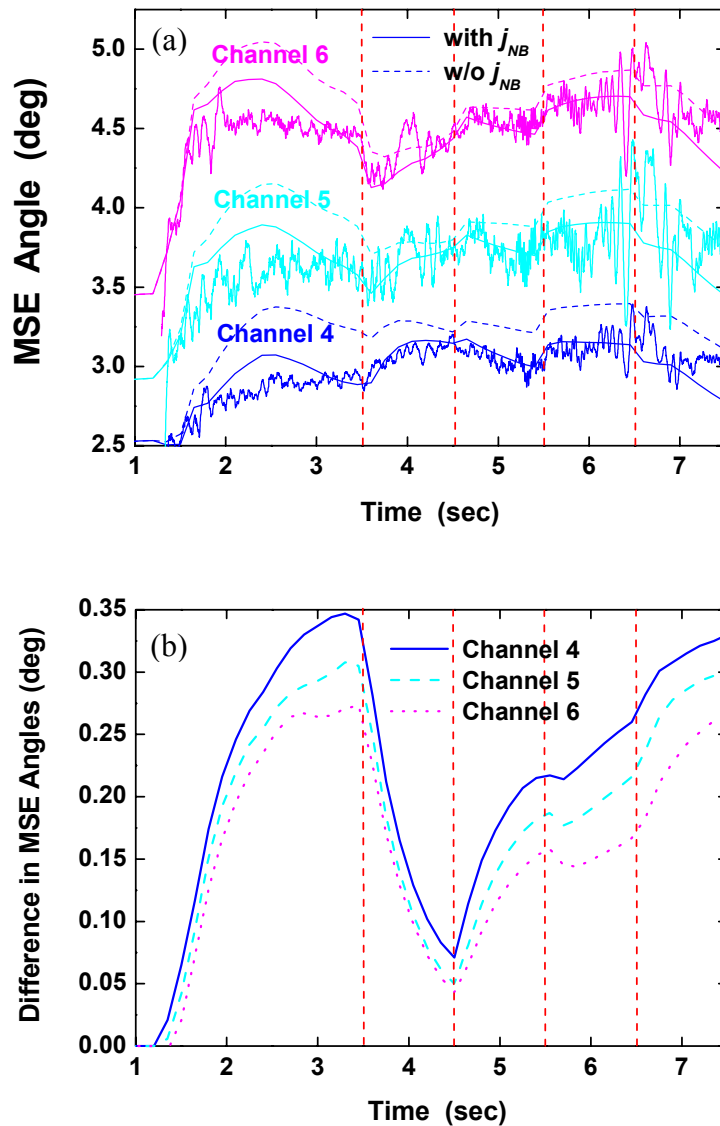 (a)
with j_NB
w/o j_NB
Channel 6
Channel 5
Channel 4
MSE Angle (deg)
5.0
4.5
4.0
3.5
3.0
2.5
1 2 3 4 5 6 7
Time (sec)
(b)
Channel 4
Channel 5
Channel 6
Difference in MSE Angles (deg)
0.35
0.30
0.25
0.20
0.15
0.10
0.05
0.00
1 2 3 4 5 6 7
Time (sec)